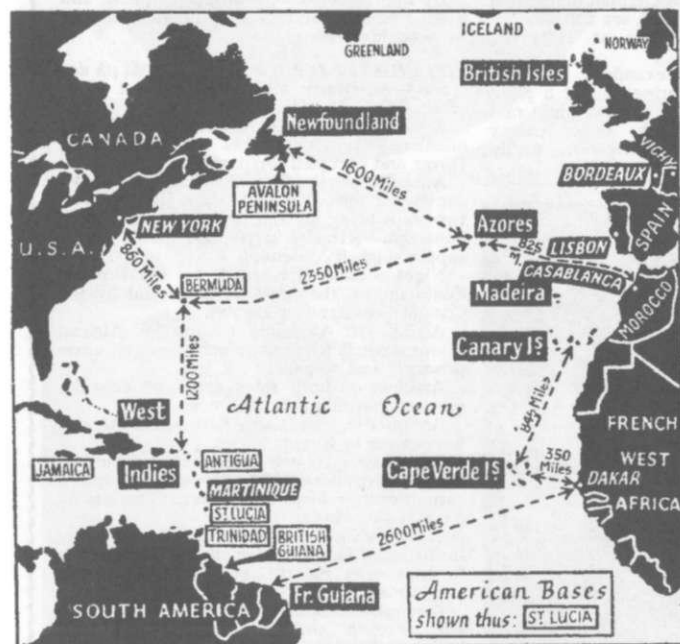 ICELAND
GREENLAND
NORWAY
British Isles
CANADA
Newfoundland
VICHY
1600 Miles
BORDEAUX
AVALON
PENINSULA
NEW YORK
Azores
SPAIN
U.S.A.
825
LISBON
860 Miles
2350 Miles
CASABLANCA
BERMUDA
Madeira
MOROCCO
1200 Miles
Canary Is
Atlantic Ocean
West
FRENCH
350
Miles
WEST
JAMAICA
Indies
ANTIGUA
Cape Verde Is
DAKAR
MARTINIQUE
AFRICA
ST LUCIA
TRINIDAD
BRITISH
GUIANA
2600 Miles
SOUTH AMERICA
Fr. Guiana
American Bases
shown thus: ST LUCIA